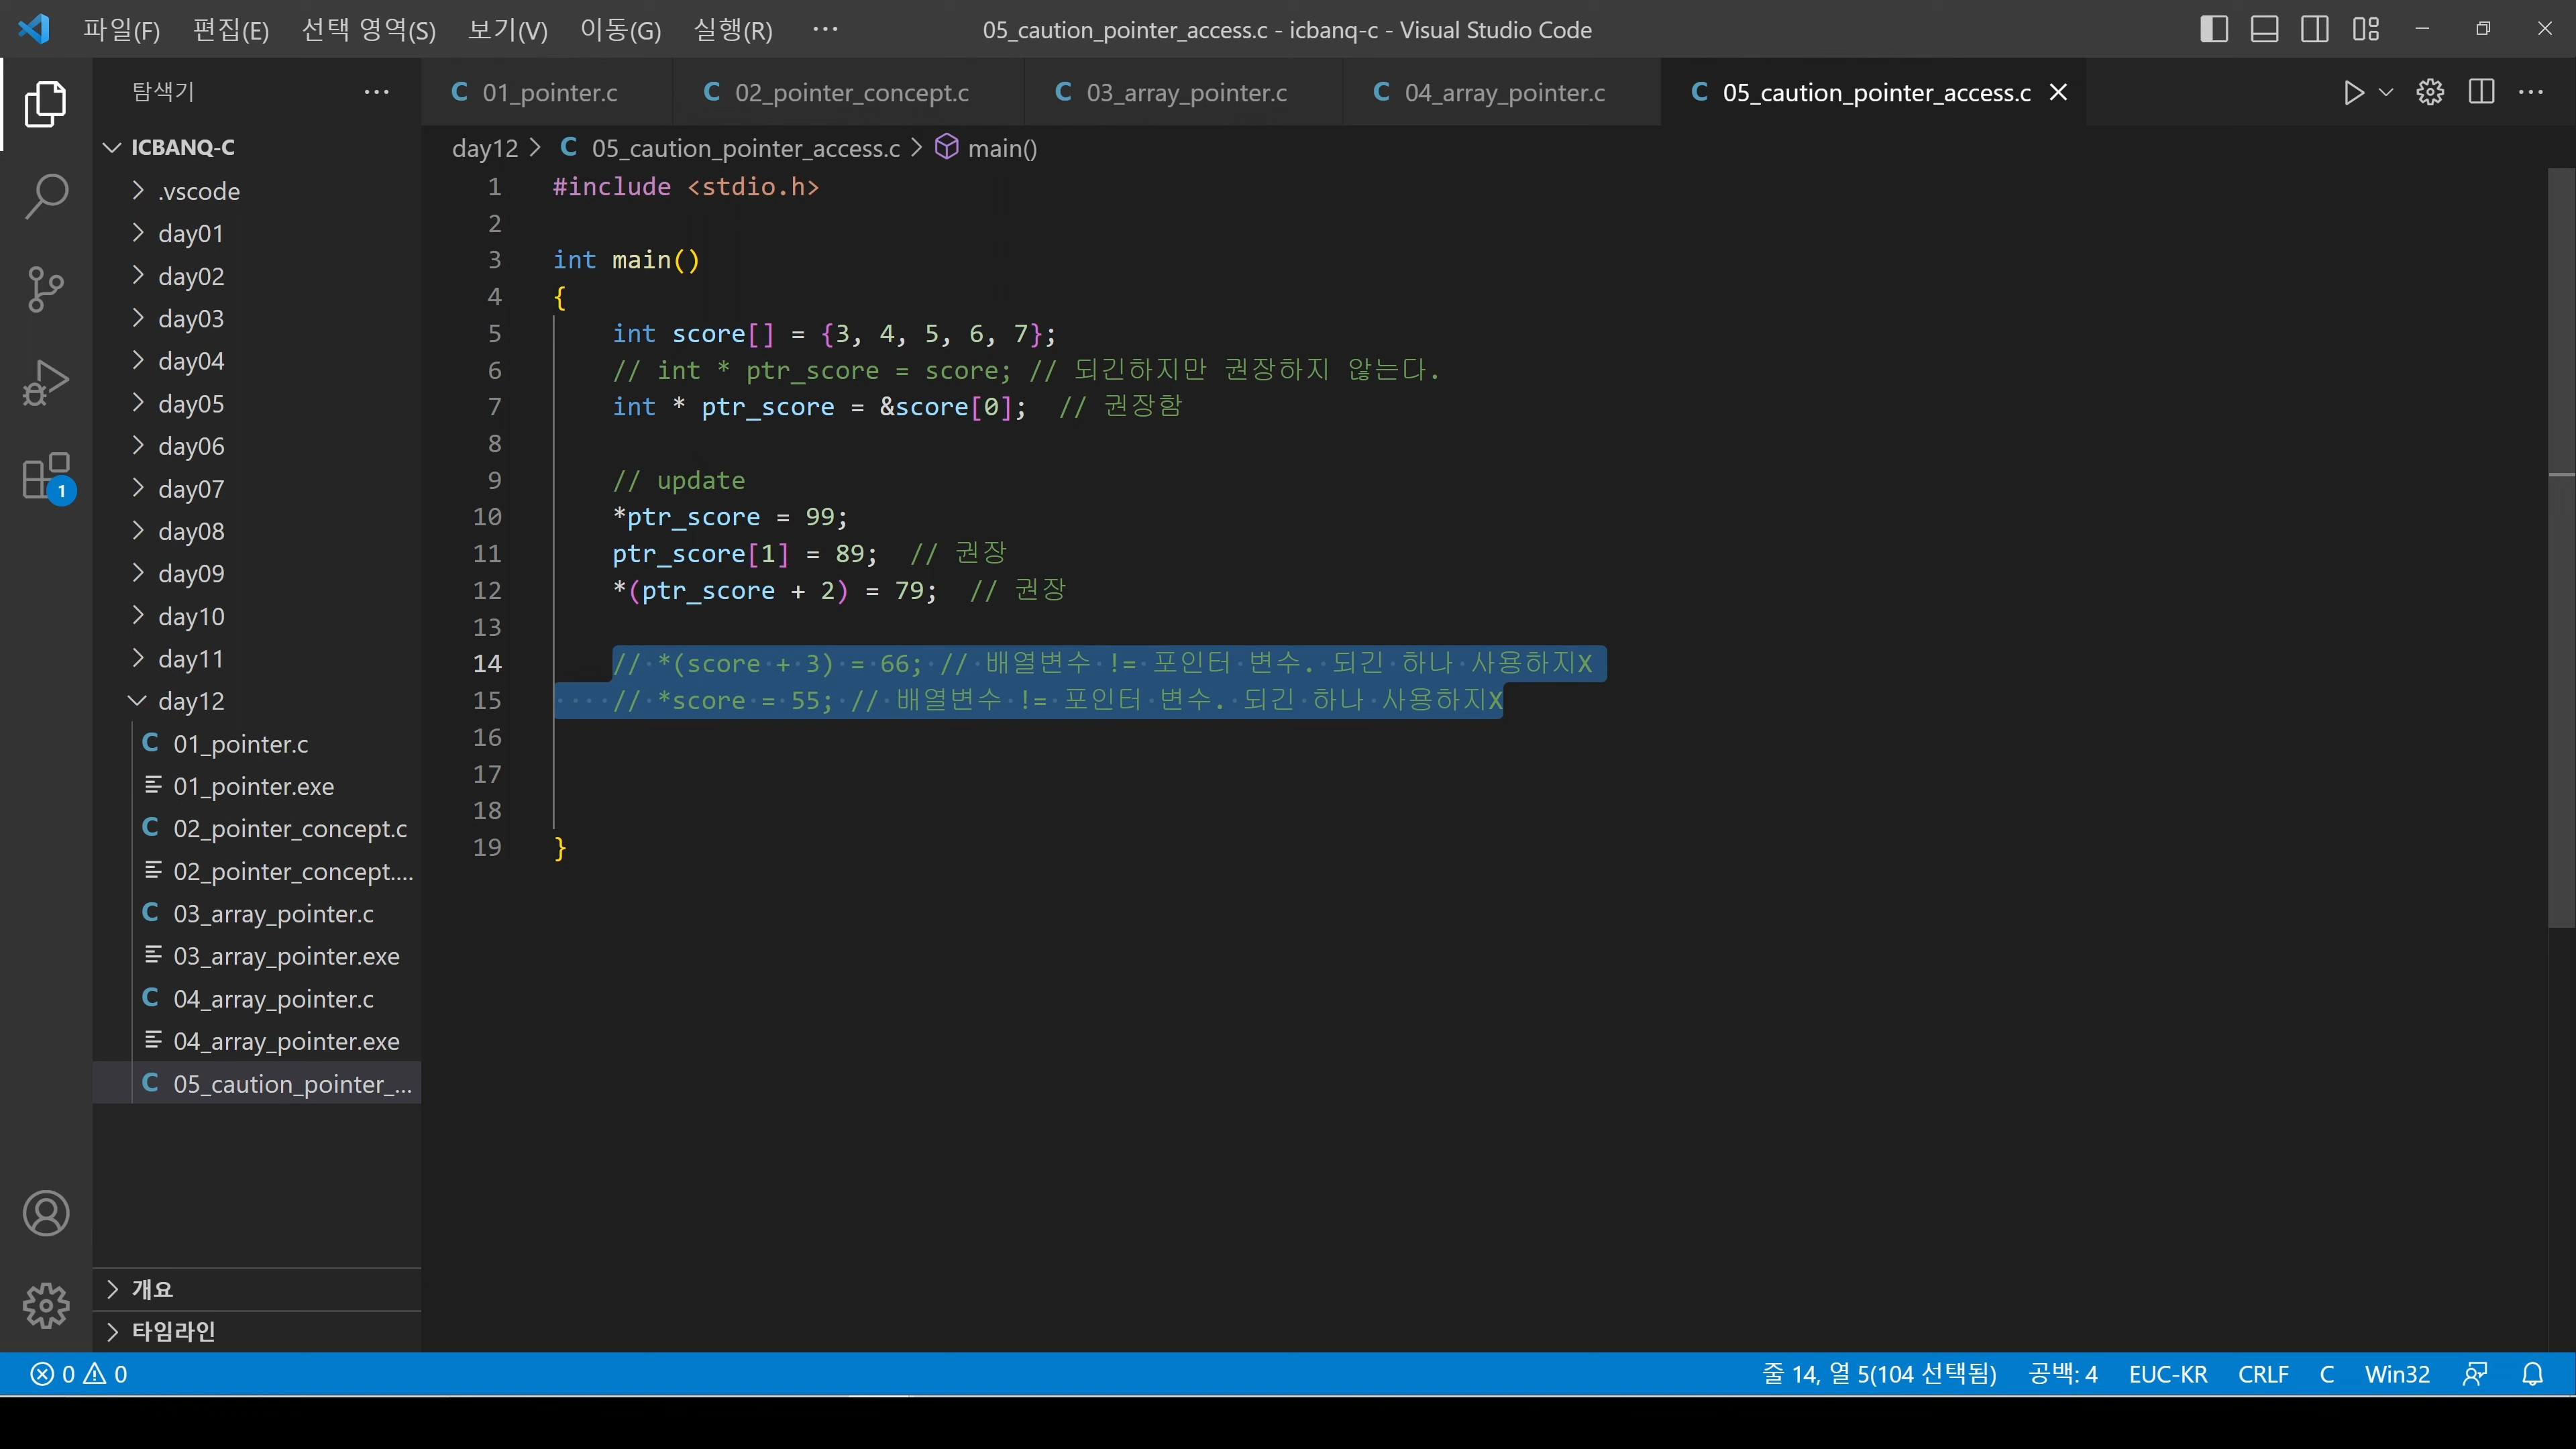 파일(F) 편집(E) 선택 영역(S) 보기(V) 이동(G) 실행(R) ··· 05_caution_pointer_access.c - icbanq-c - Visual Studio Code
탐색기 ···
01_pointer.c 02_pointer_concept.c 03_array_pointer.c 04_array_pointer.c 05_caution_pointer_access.c
ICBANQ-C
.vscode
day01
day02
day03
day04
day05
day06
day07
day08
day09
day10
day11
day12
01_pointer.c
01_pointer.exe
02_pointer_concept.c
02_pointer_concept....
03_array_pointer.c
03_array_pointer.exe
04_array_pointer.c
04_array_pointer.exe
05_caution_pointer_...
개요
타임라인
1
day12 > C 05_caution_pointer_access.c > main()
1 #include <stdio.h>
2
3 int main()
4 {
5 int score[] = {3, 4, 5, 6, 7};
6 // int * ptr_score = score; // 되긴하지만 권장하지 않는다.
7 int * ptr_score = &score[0]; // 권장함
8
9 // update
10 *ptr_score = 99;
11 ptr_score[1] = 89; // 권장
12 *(ptr_score + 2) = 79; // 권장
13
14 // *(score + 3) = 66; // 배열변수 != 포인터 변수. 되긴 하나 사용하지X
15 // *score = 55; // 배열변수 != 포인터 변수. 되긴 하나 사용하지X
16
17
18
19 }
0 0 줄 14, 열 5(104 선택됨) 공백: 4 EUC-KR CRLF C Win32